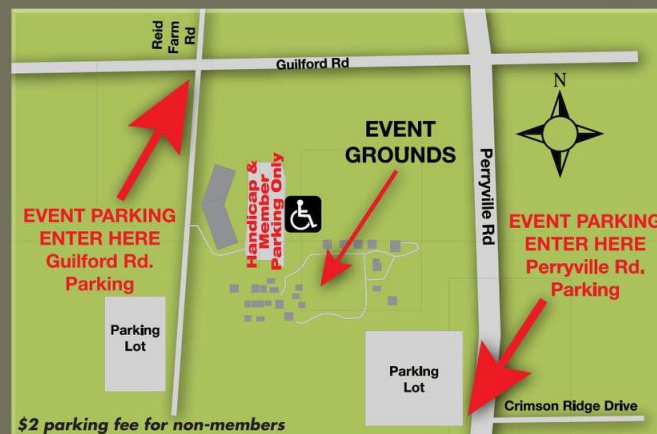 Reid
Farm
Rd
Guilford Rd
N
EVENT
GROUNDS
Perryville Rd
Handicap &
Member
Parking Only
EVENT PARKING
ENTER HERE
Guilford Rd.
Parking
EVENT PARKING
ENTER HERE
Perryville Rd.
Parking
Parking
Lot
Parking
Lot
Crimson Ridge Drive
$2 parking fee for non-members